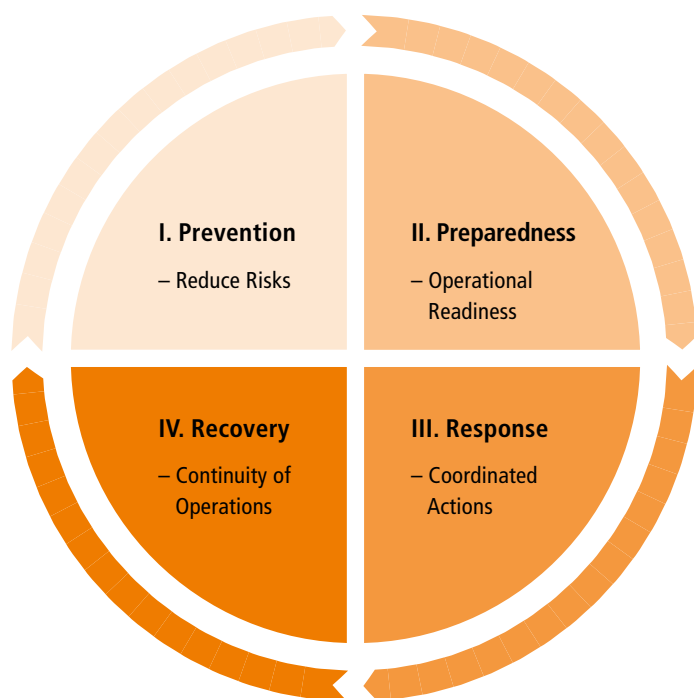 I. Prevention
– Reduce Risks
II. Preparedness
– Operational
Readiness
III. Response
– Coordinated
Actions
IV. Recovery
– Continuity of
Operations